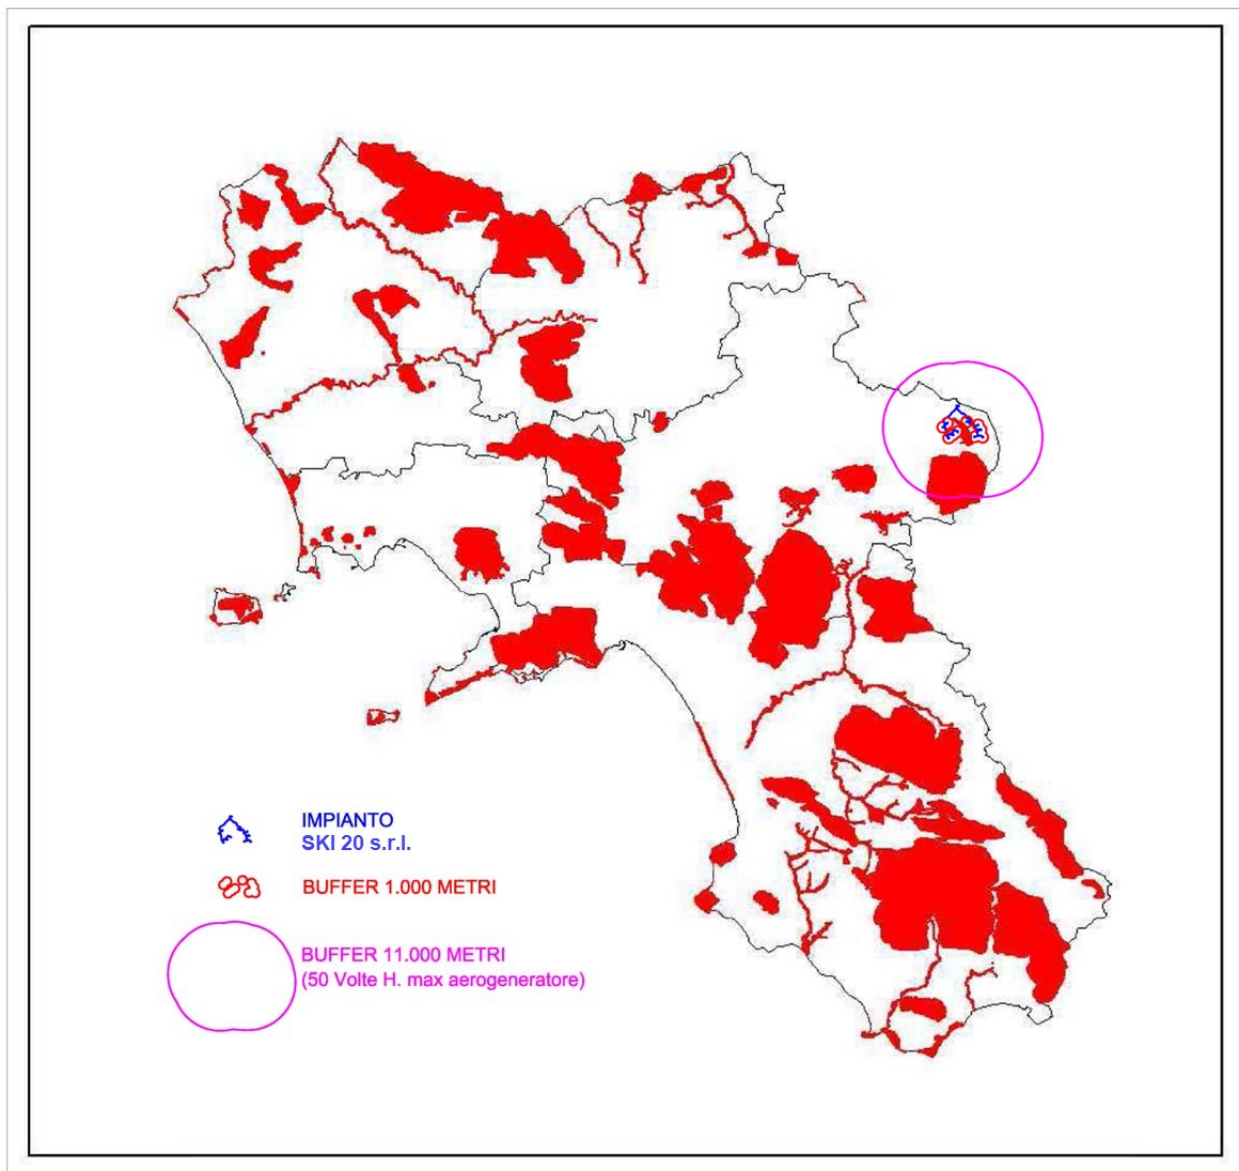 IMPIANTO
SKI 20 s.r.l.
BUFFER 1.000 METRI
BUFFER 11.000 METRI
(50 Volte H. max aerogeneratore)